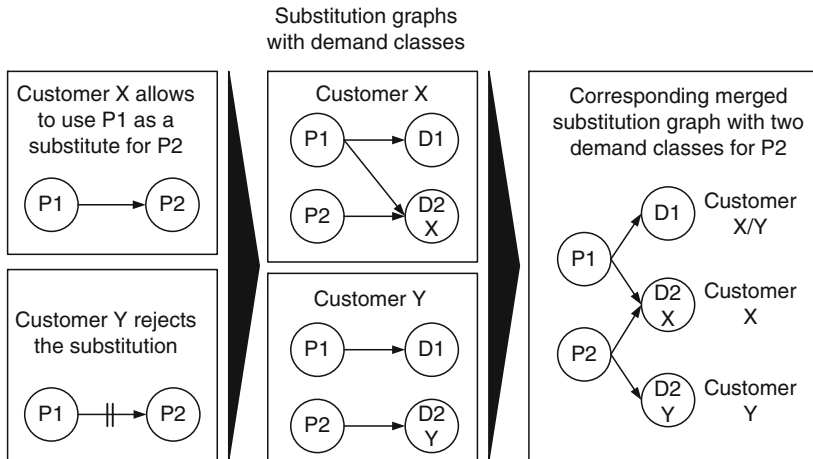 Substitution graphs
with demand classes
Customer X allows
to use P1 as a
substitute for P2
P1
P2
Customer Y rejects
the substitution
P1
P2
Customer X
P1
D1
P2
D2
X
Customer Y
P1
D1
P2
D2
Y
Corresponding merged
substitution graph with two
demand classes for P2
D1
Customer
X/Y
P1
D2
X
Customer
X
P2
D2
Y
Customer
Y